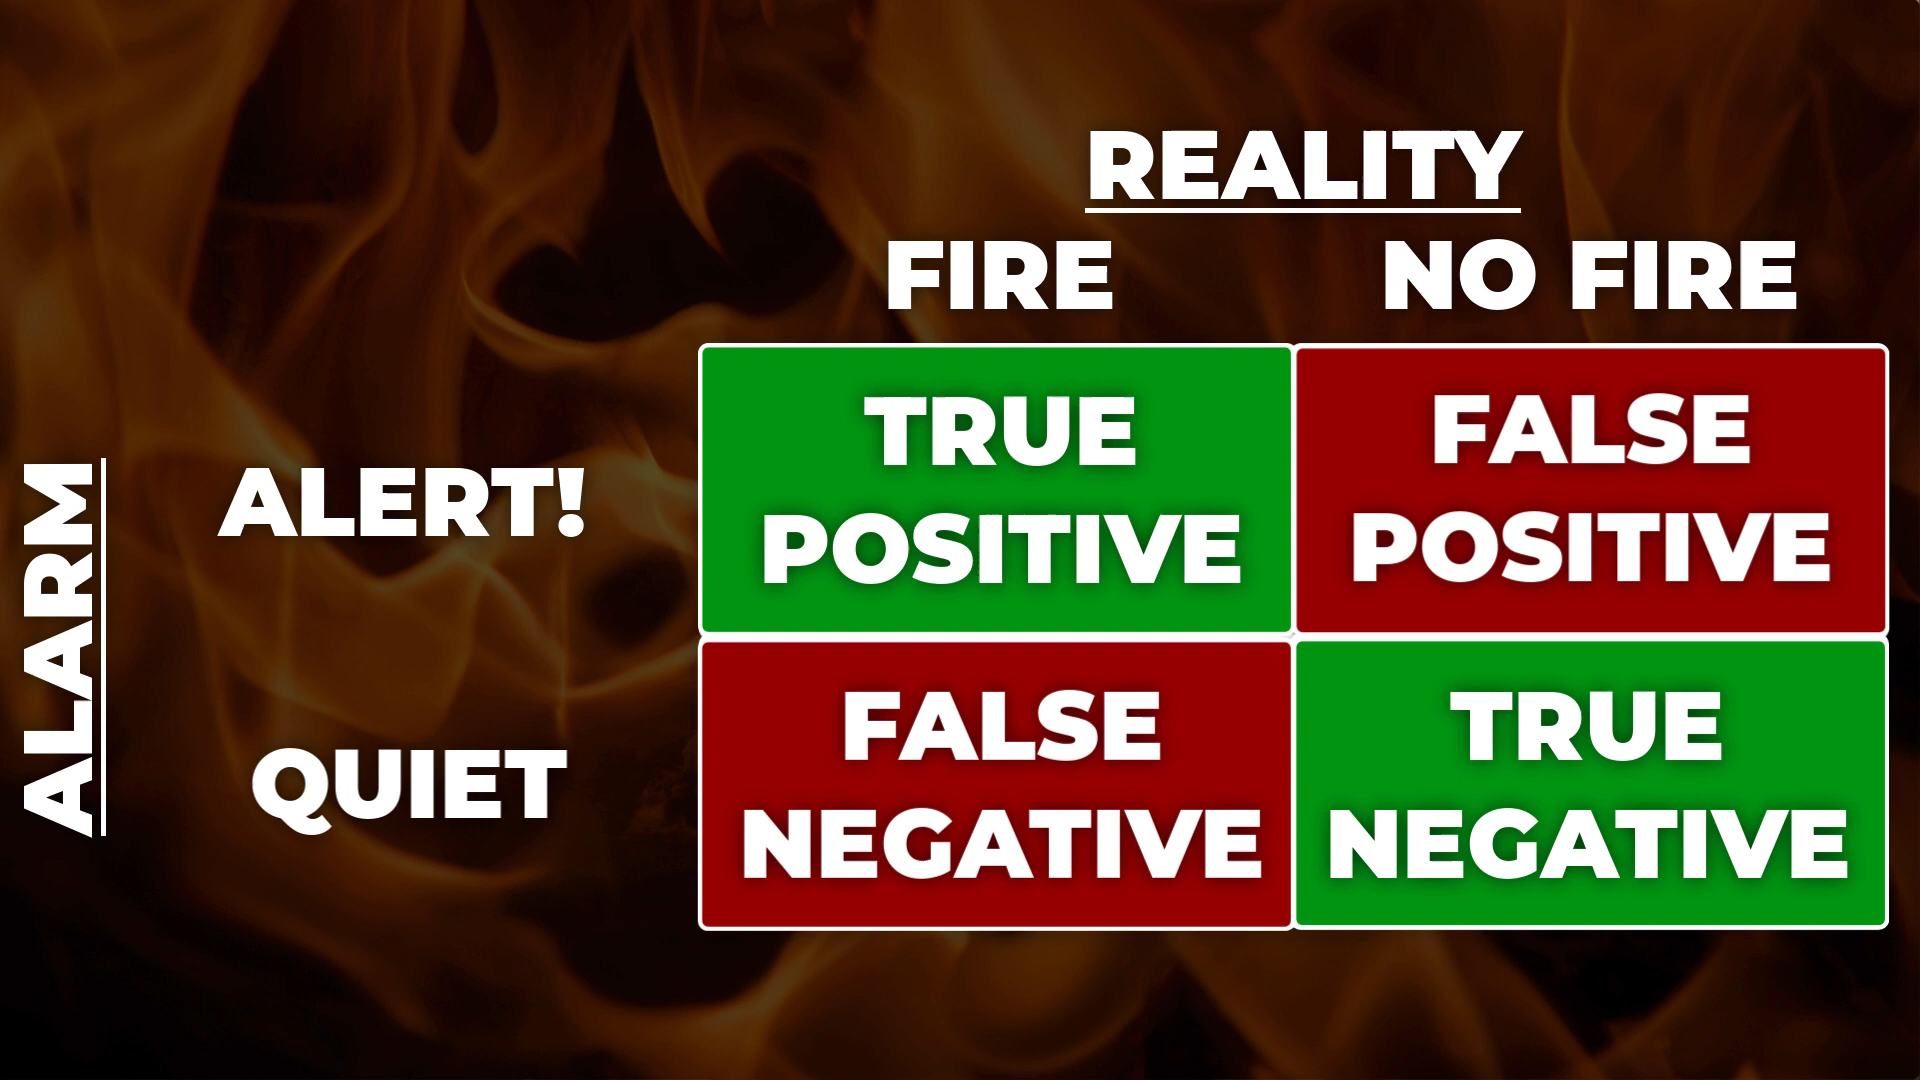 REALITY
FIRE NO FIRE
ALARM
ALERT!
TRUE
POSITIVE
FALSE
POSITIVE
QUIET
FALSE
NEGATIVE
TRUE
NEGATIVE